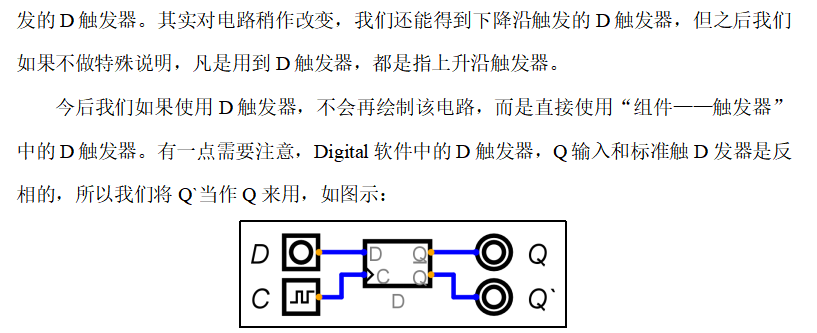 发的 D 触发器。其实对电路稍作改变，我们还能得到下降沿触发的 D 触发器，但之后我们
如果不做特殊说明，凡是用到 D 触发器，都是指上升沿触发器。
今后我们如果使用 D 触发器，不会再绘制该电路，而是直接使用“组件——触发器”
中的 D 触发器。有一点需要注意，Digital 软件中的 D 触发器，Q 输入和标准触 D 发器是反
相的，所以我们将 Q`当作 Q 来用，如图示：
D D Q Q
C C Q Q`
D